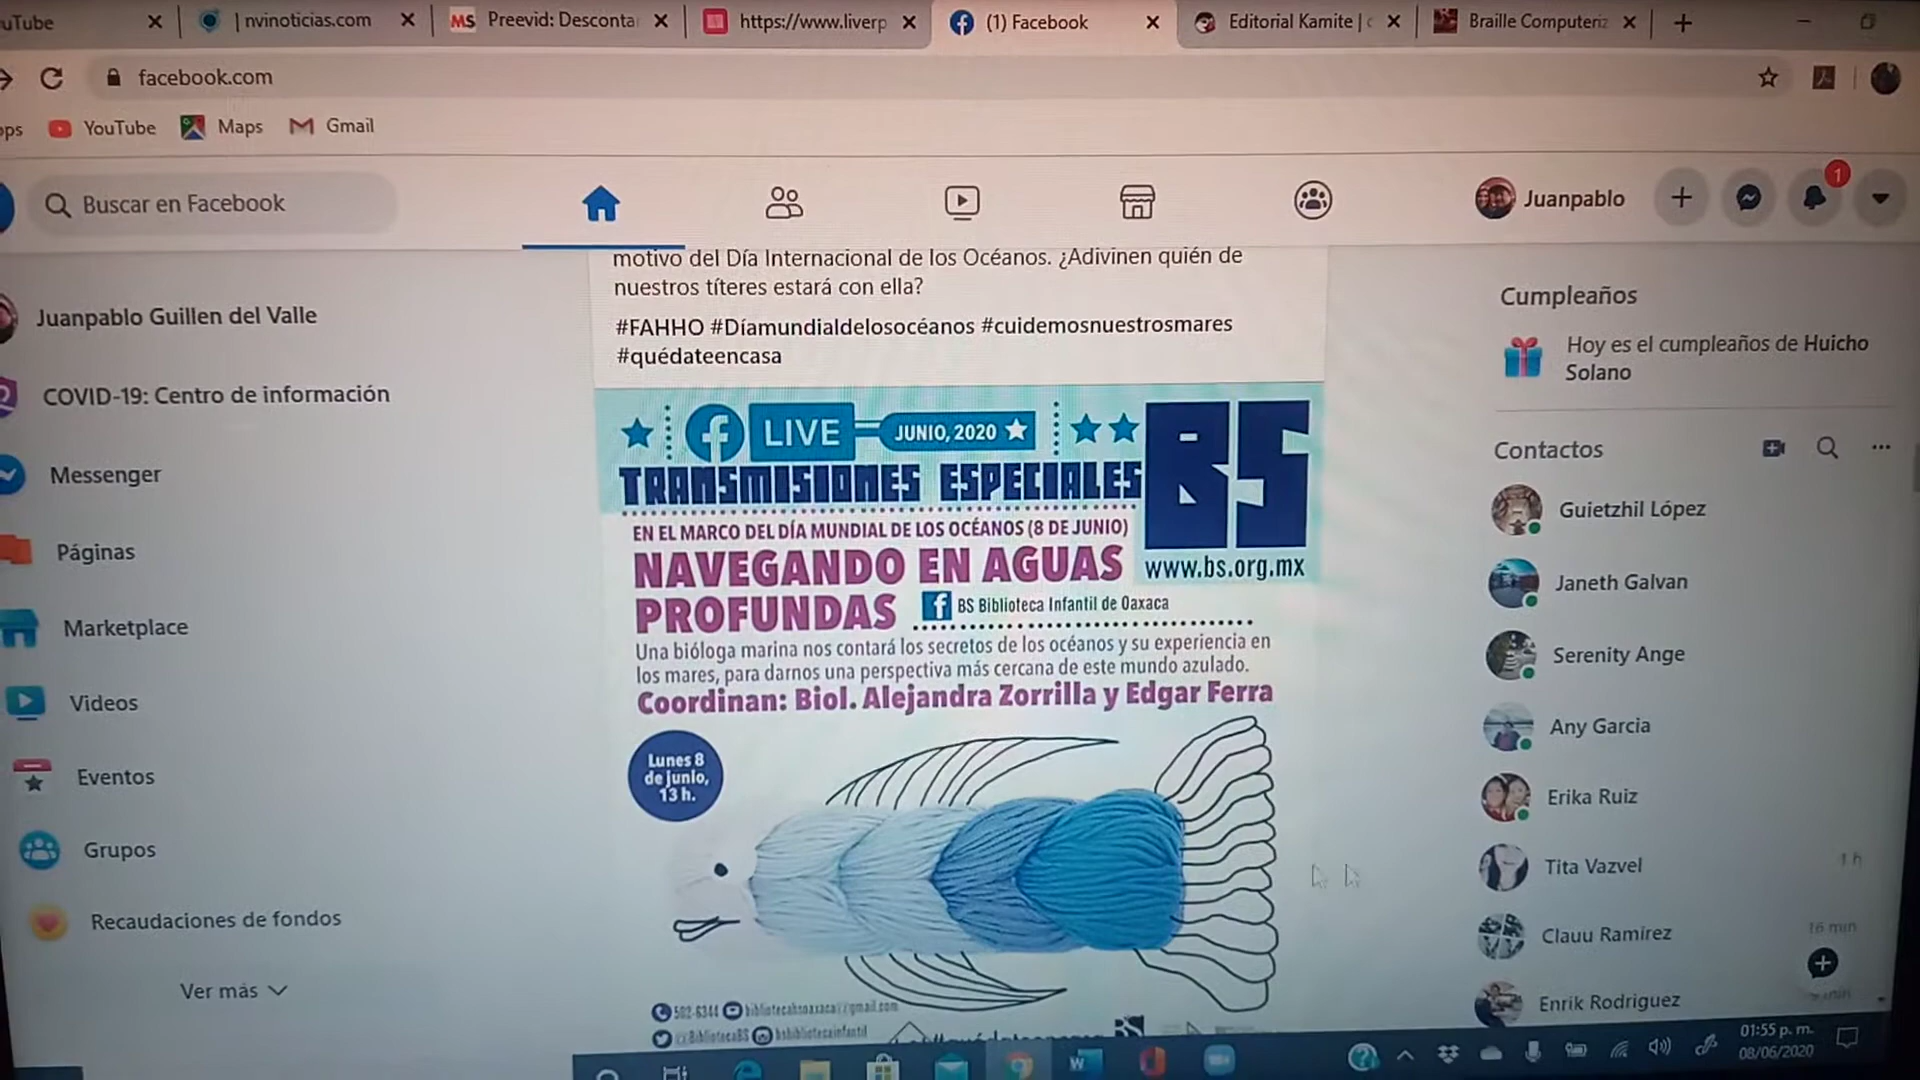 uTube
| nvinoticias.com
MS
Preevid: Desconta
https://www.liverp
(1) Facebook
Editorial Kamite | c
Braille Computeriz
facebook.com
ops
YouTube
Maps
Gmail
Buscar en Facebook
Juanpablo
1
Juanpablo Guillen del Valle
COVID-19: Centro de información
Messenger
Páginas
Marketplace
Videos
Eventos
Grupos
Recaudaciones de fondos
Ver más
motivo del Día Internacional de los Océanos. ¿Adivinen quién de
nuestros títeres estará con ella?
#FAHHO #Díamundialdelosocéanos #cuidemosnuestrosmares
#quédateencasa
LIVE
JUNIO, 2020
TRANSMISIONES ESPECIALES
BS
www.bs.org.mx
EN EL MARCO DEL DÍA MUNDIAL DE LOS OCÉANOS (8 DE JUNIO)
NAVEGANDO EN AGUAS
PROFUNDAS
BS Biblioteca Infantil de Oaxaca
Una bióloga marina nos contará los secretos de los océanos y su experiencia en
los mares, para darnos una perspectiva más cercana de este mundo azulado.
Coordinan: Biol. Alejandra Zorrilla y Edgar Ferra
Lunes 8
de junio,
13 h.
502-6344
bsbibliotecainfantil
BS
Cumpleaños
Hoy es el cumpleaños de Huicho
Solano
Contactos
Guietzhil López
Janeth Galvan
Serenity Ange
Any Garcia
Erika Ruiz
Tita Vazvel
1 h
Clauu Ramirez
16 min
Enrik Rodriguez
01:55 p. m.
08/06/2020